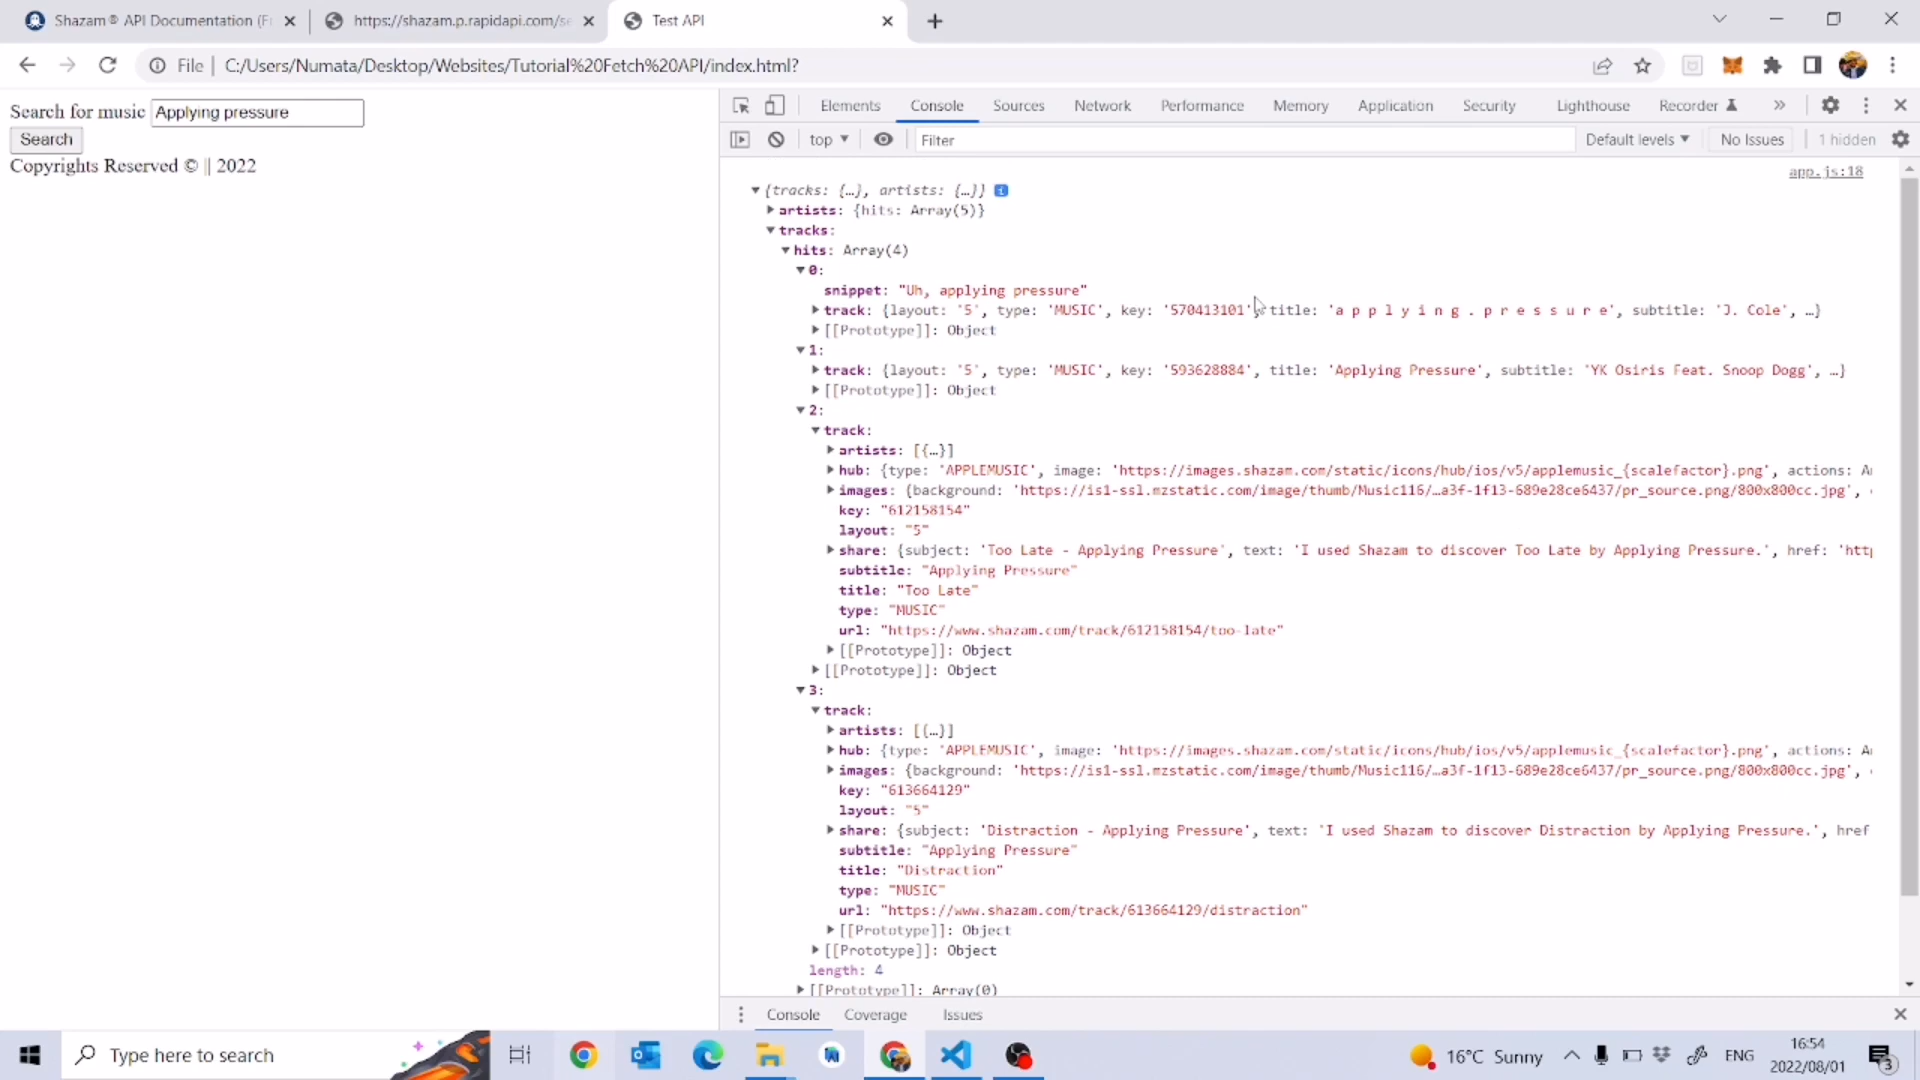 Shazam® API Documentation (F
https://shazam.p.rapidapi.com/se
Test API
File
C:/Users/Numata/Desktop/Websites/Tutorial%20Fetch%20API/index.html?
Search for music Applying pressure
Search
Copyrights Reserved © || 2022
Elements Console Sources Network Performance Memory Application Security Lighthouse Recorder
top Filter Default levels No Issues 1 hidden
app.js:18
{tracks: {…}, artists: {…}}
artists: {hits: Array(5)}
tracks:
hits: Array(4)
0:
snippet: "Uh, applying pressure"
track: {layout: '5', type: 'MUSIC', key: '570413101', title: 'a p p l y i n g . p r e s s u r e', subtitle: 'J. Cole', …}
[[Prototype]]: Object
1:
track: {layout: '5', type: 'MUSIC', key: '593628884', title: 'Applying Pressure', subtitle: 'YK Osiris Feat. Snoop Dogg', …}
[[Prototype]]: Object
2:
track:
artists: [{…}]
hub: {type: 'APPLEMUSIC', image: 'https://images.shazam.com/static/icons/hub/ios/v5/applemusic_{scalefactor}.png', actions: A
images: {background: 'https://is1-ssl.mzstatic.com/image/thumb/Music116/…a3f-1f13-689e28ce6437/pr_source.png/800x800cc.jpg',
key: "612158154"
layout: "5"
share: {subject: 'Too Late - Applying Pressure', text: 'I used Shazam to discover Too Late by Applying Pressure.', href: 'htt
subtitle: "Applying Pressure"
title: "Too Late"
type: "MUSIC"
url: "https://www.shazam.com/track/612158154/too-late"
[[Prototype]]: Object
[[Prototype]]: Object
3:
track:
artists: [{…}]
hub: {type: 'APPLEMUSIC', image: 'https://images.shazam.com/static/icons/hub/ios/v5/applemusic_{scalefactor}.png', actions: A
images: {background: 'https://is1-ssl.mzstatic.com/image/thumb/Music116/…a3f-1f13-689e28ce6437/pr_source.png/800x800cc.jpg',
key: "613664129"
layout: "5"
share: {subject: 'Distraction - Applying Pressure', text: 'I used Shazam to discover Distraction by Applying Pressure.', href
subtitle: "Applying Pressure"
title: "Distraction"
type: "MUSIC"
url: "https://www.shazam.com/track/613664129/distraction"
[[Prototype]]: Object
[[Prototype]]: Object
length: 4
[[Prototype]]: Array(0)
Console Coverage Issues
Type here to search
16°C Sunny
ENG
16:54
2022/08/01
3